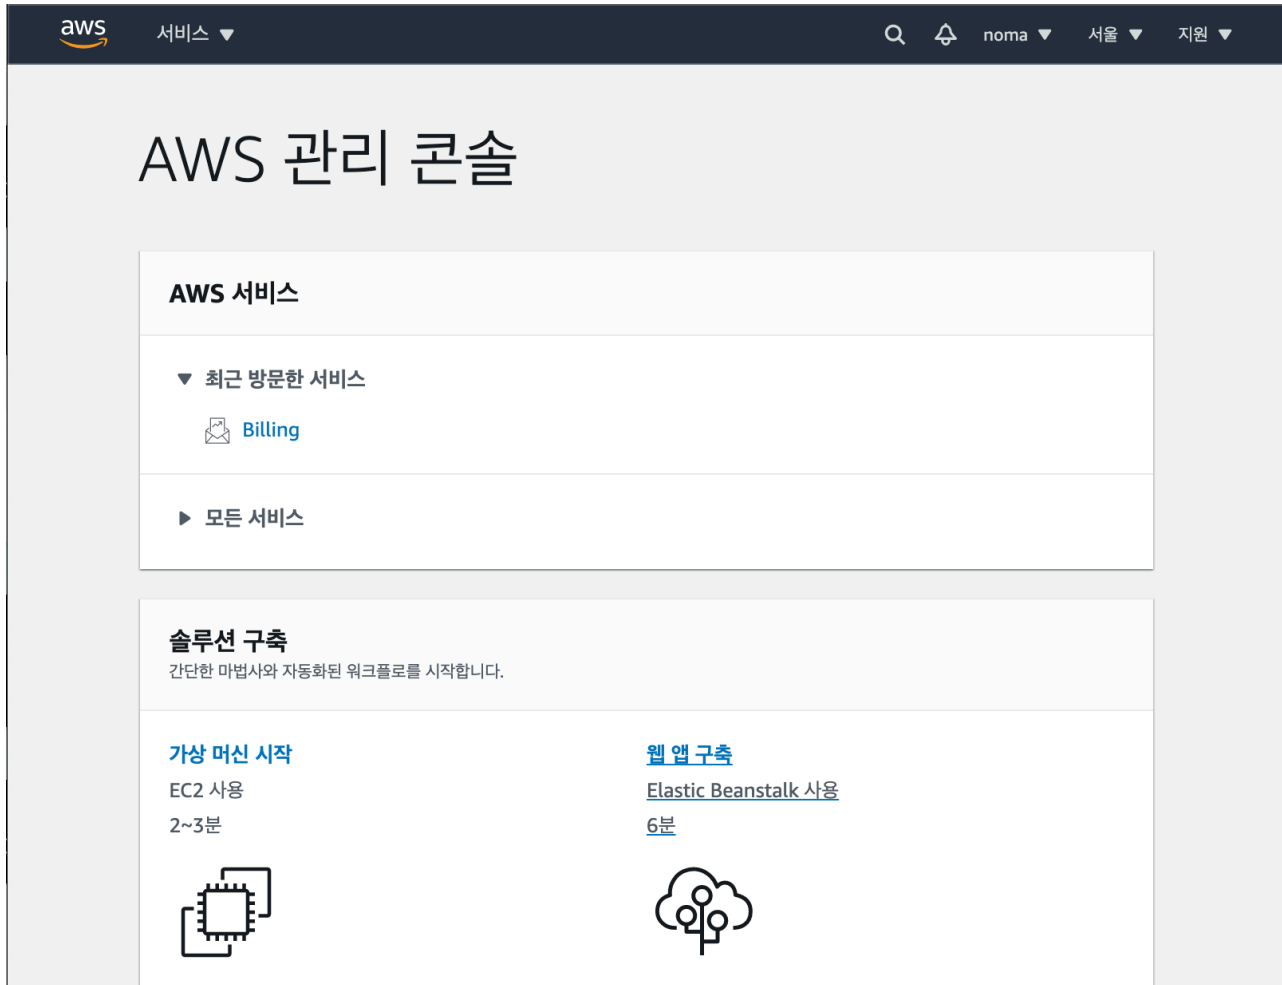 aws 서비스 noma 서울 지원
AWS 관리 콘솔
AWS 서비스
최근 방문한 서비스
Billing
모든 서비스
솔루션 구축
간단한 마법사와 자동화된 워크플로를 시작합니다.
가상 머신 시작
EC2 사용
2~3분
웹 앱 구축
Elastic Beanstalk 사용
6분